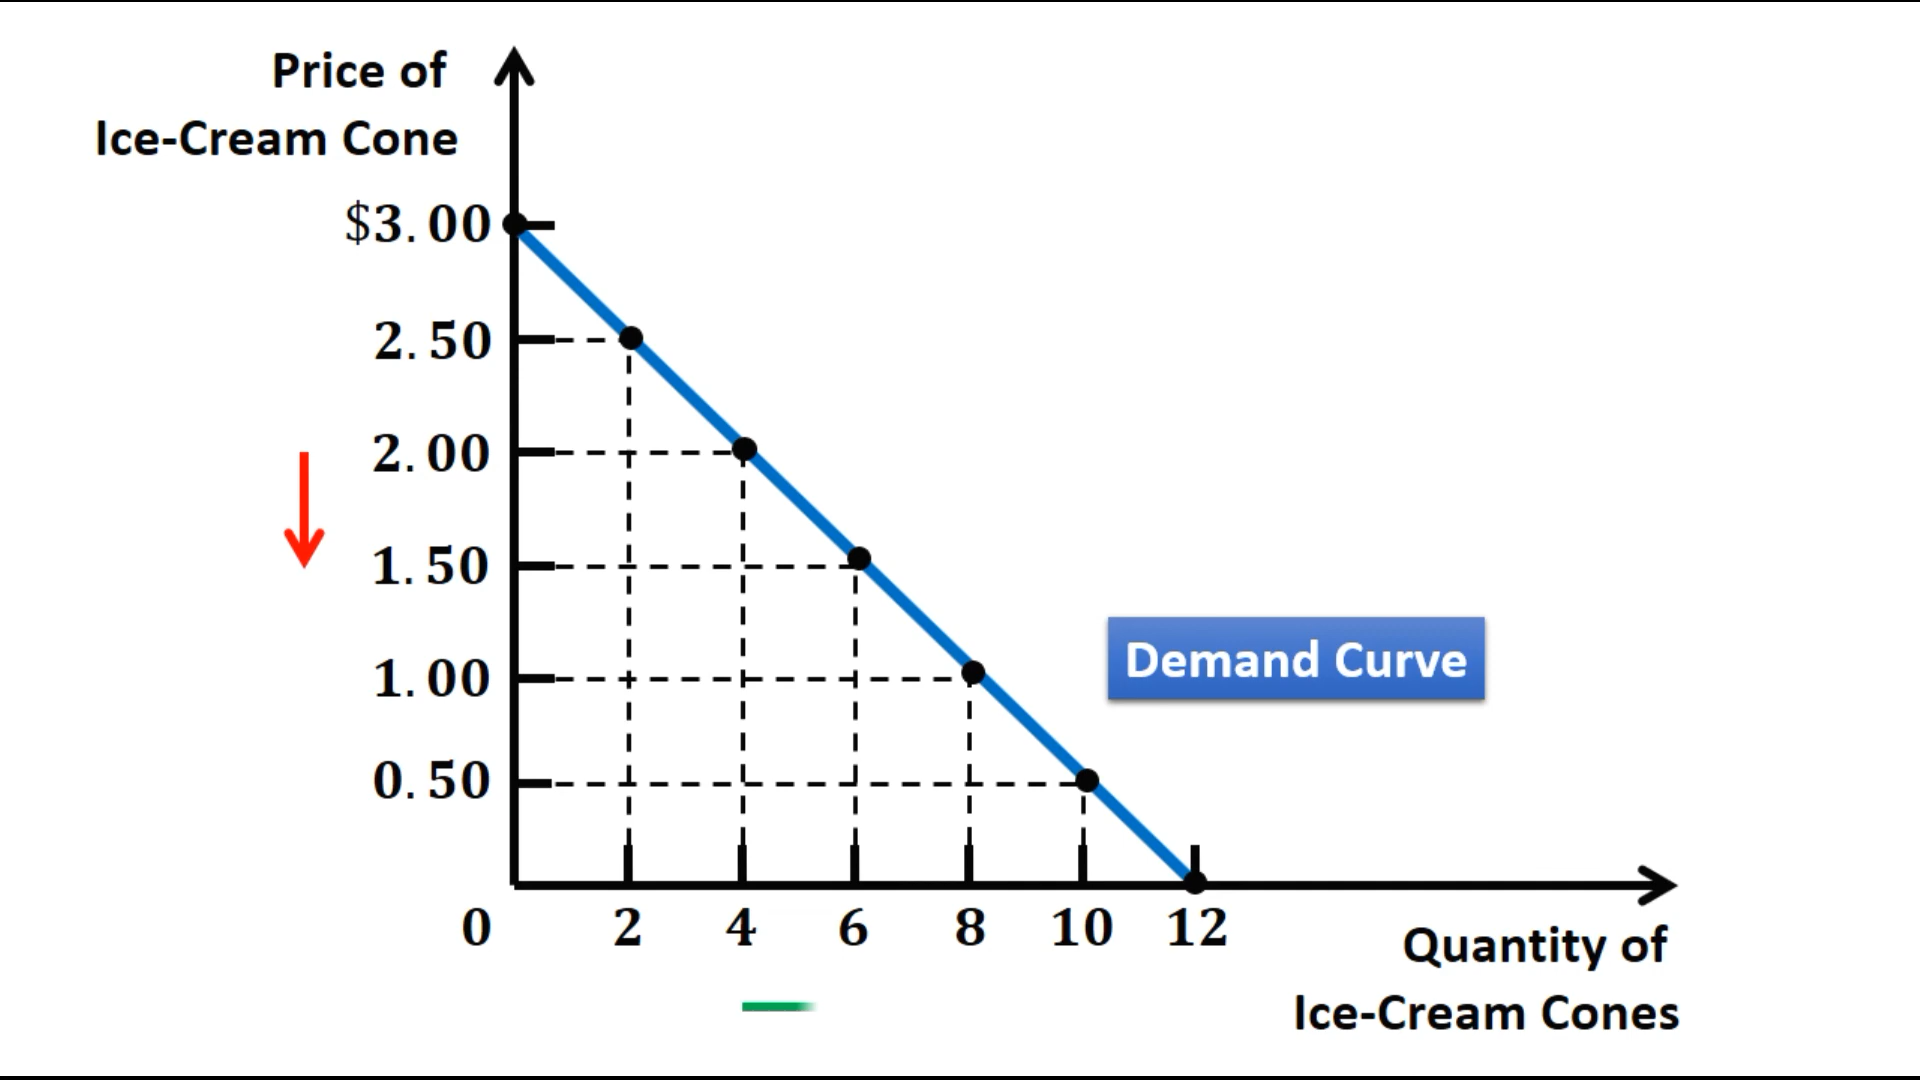 Price of
Ice-Cream Cone
$3.00
2.50
2.00
1.50
1.00
0.50
Demand Curve
0 2 4 6 8 10 12
Quantity of
Ice-Cream Cones